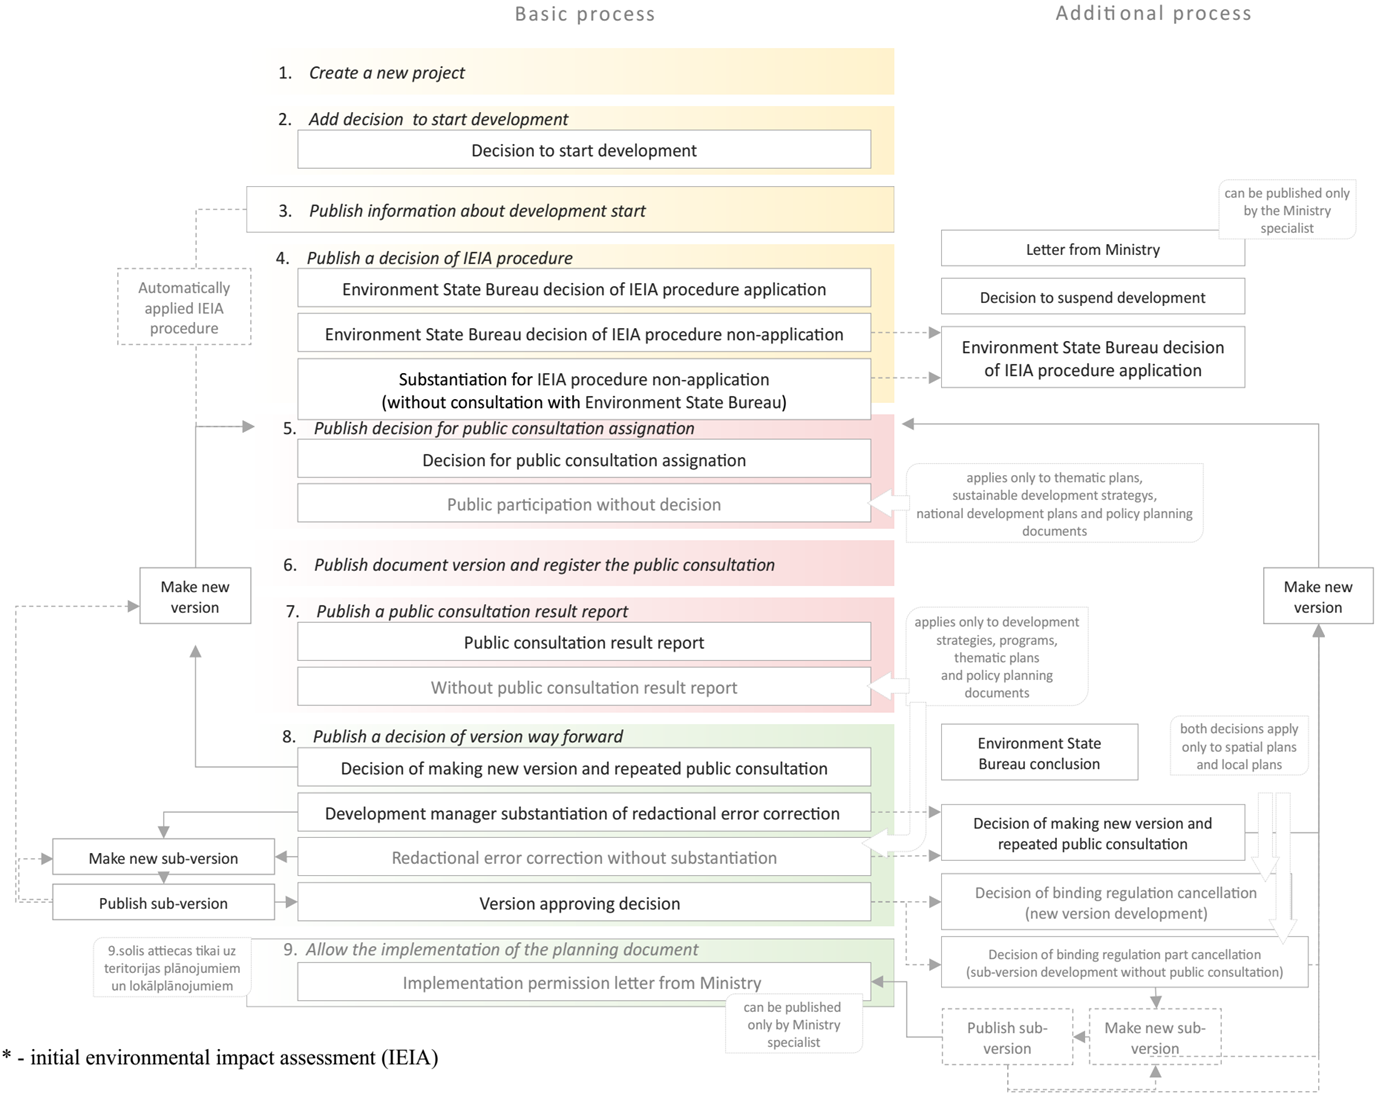 Basic process
Additional process
1. Create a new project
2. Add decision to start development
Decision to start development
3. Publish information about development start
Automatically
applied IEIA
procedure
4. Publish a decision of IEIA procedure
Environment State Bureau decision of IEIA procedure application
Environment State Bureau decision of IEIA procedure non-application
Substantiation for IEIA procedure non-application
(without consultation with Environment State Bureau)
can be published only
by the Ministry
specialist
Letter from Ministry
Decision to suspend development
Environment State Bureau decision
of IEIA procedure application
5. Publish decision for public consultation assignation
Decision for public consultation assignation
Public participation without decision
applies only to thematic plans,
sustainable development strategys,
national development plans and policy planning
documents
6. Publish document version and register the public consultation
Make new
version
Make new
version
7. Publish a public consultation result report
Public consultation result report
Without public consultation result report
applies only to development
strategies, programs,
thematic plans
and policy planning
documents
8. Publish a decision of version way forward
Decision of making new version and repeated public consultation
Development manager substantiation of redactional error correction
Redactional error correction without substantiation
Version approving decision
Make new sub-version
Publish sub-version
Environment State
Bureau conclusion
both decisions apply
only to spatial plans
and local plans
Decision of making new version and
repeated public consultation
Decision of binding regulation cancellation
(new version development)
Decision of binding regulation part cancellation
(sub-version development without public consultation)
9.solis attiecas tikai uz
teritorijas plānojumiem
un lokālplānojumiem
9. Allow the implementation of the planning document
Implementation permission letter from Ministry
can be published
only by Ministry
specialist
Publish sub-
version
Make new sub-
version
* - initial environmental impact assessment (IEIA)